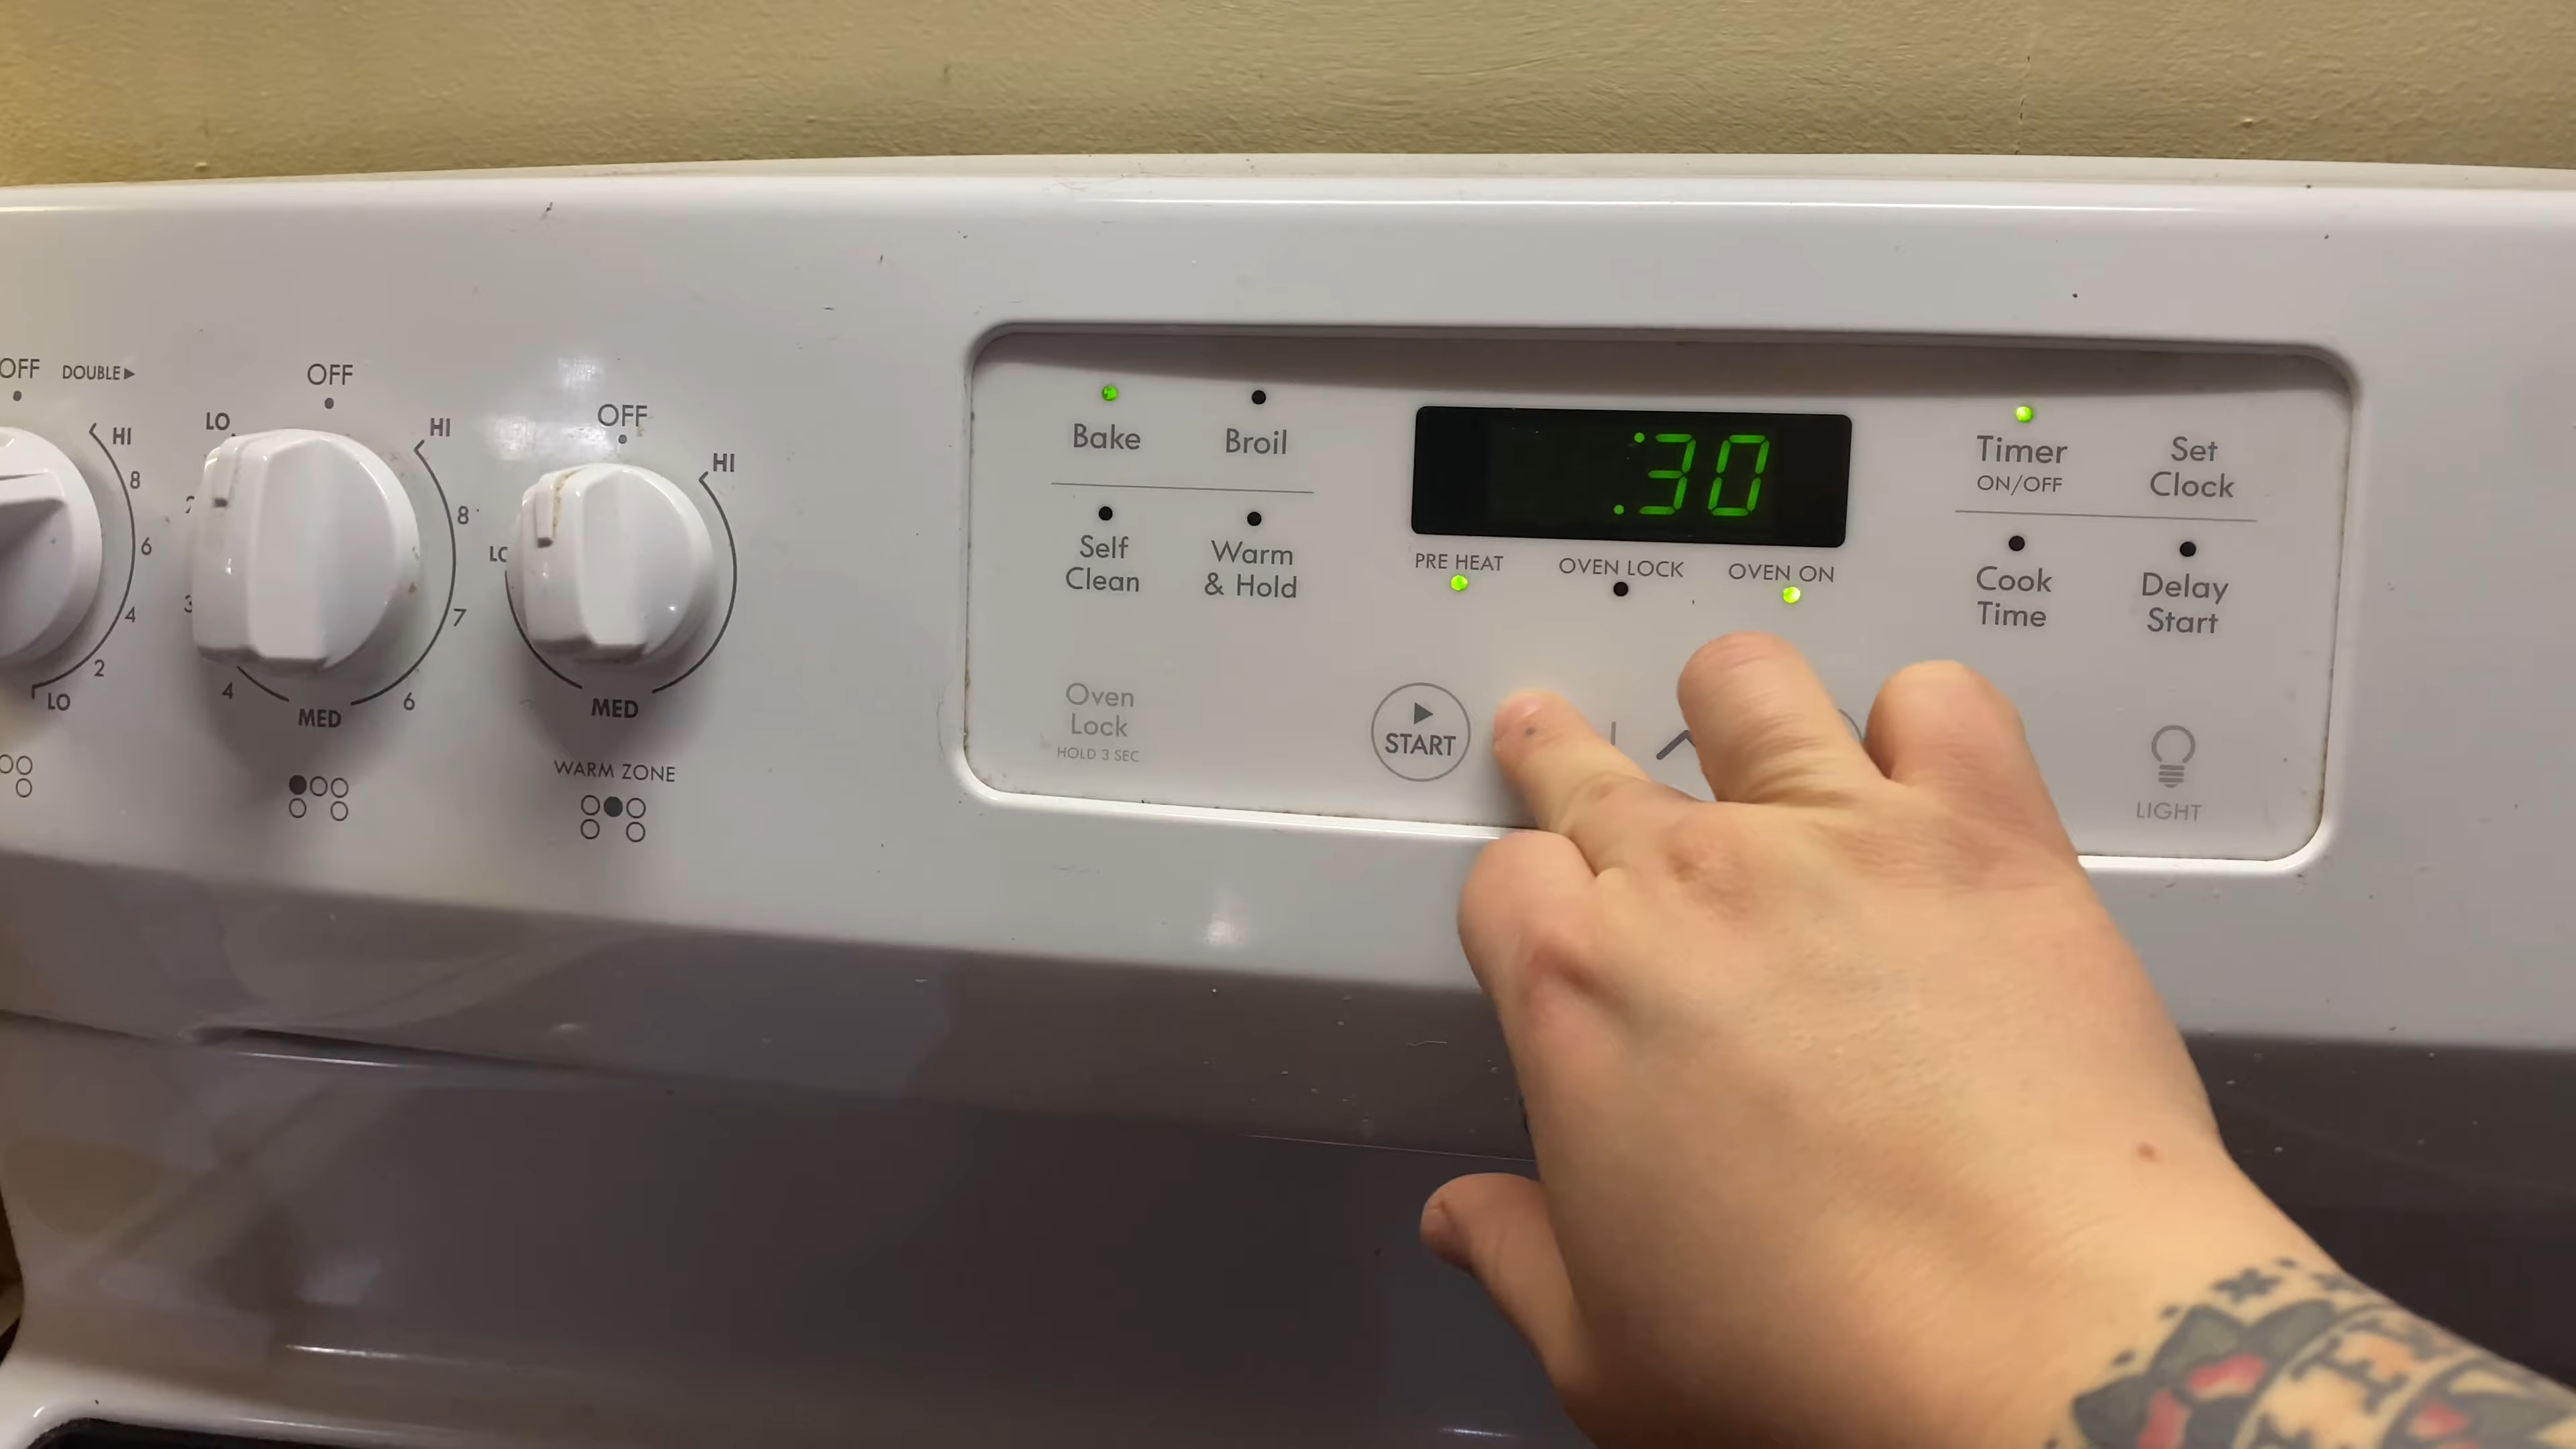 OFF DOUBLE▶
HI
8
6
4
2
LO
OFF
LO
HI
8
7
6
MED
4
3
OFF
HI
LO
MED
WARM ZONE
Bake
Broil
Self
Clean
Warm
& Hold
Oven
Lock
HOLD 3 SEC
:30
PRE HEAT
OVEN LOCK
OVEN ON
START
Timer
ON/OFF
Set
Clock
Cook
Time
Delay
Start
LIGHT